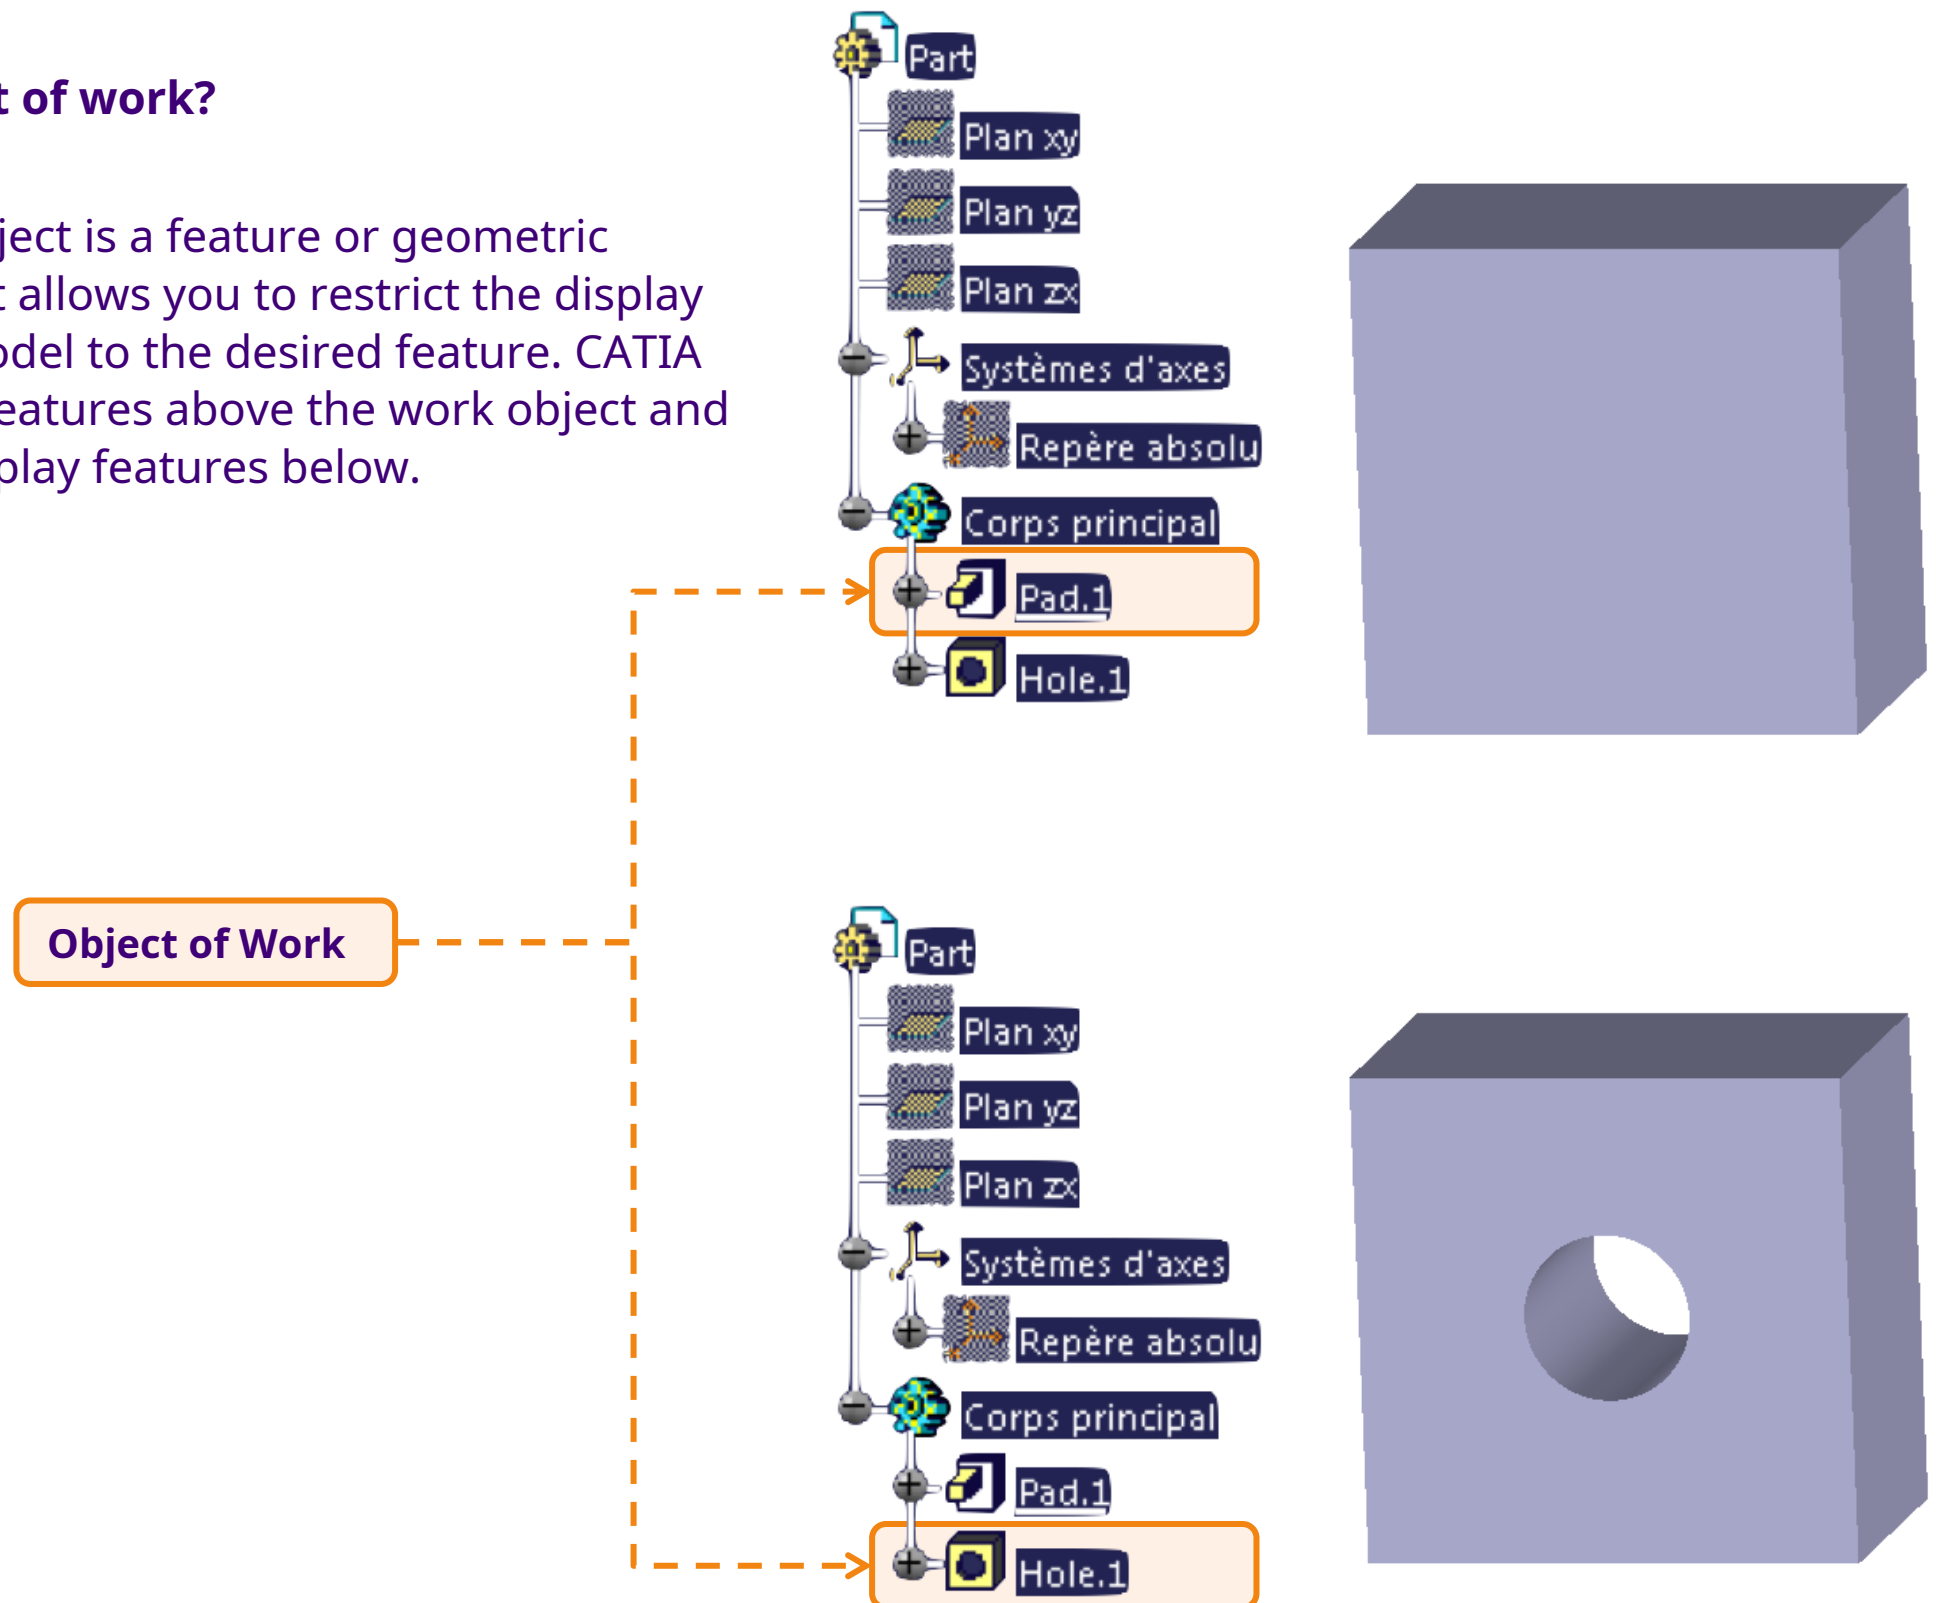 t of work?
ject is a feature or geometric
t allows you to restrict the display
odel to the desired feature. CATIA
eatures above the work object and
play features below.
Part
Plan xy
Plan yz
Plan zx
Systèmes d'axes
Repère absolu
Corps principal
Pad.1
Hole.1
Object of Work
Part
Plan xy
Plan yz
Plan zx
Systèmes d'axes
Repère absolu
Corps principal
Pad.1
Hole.1